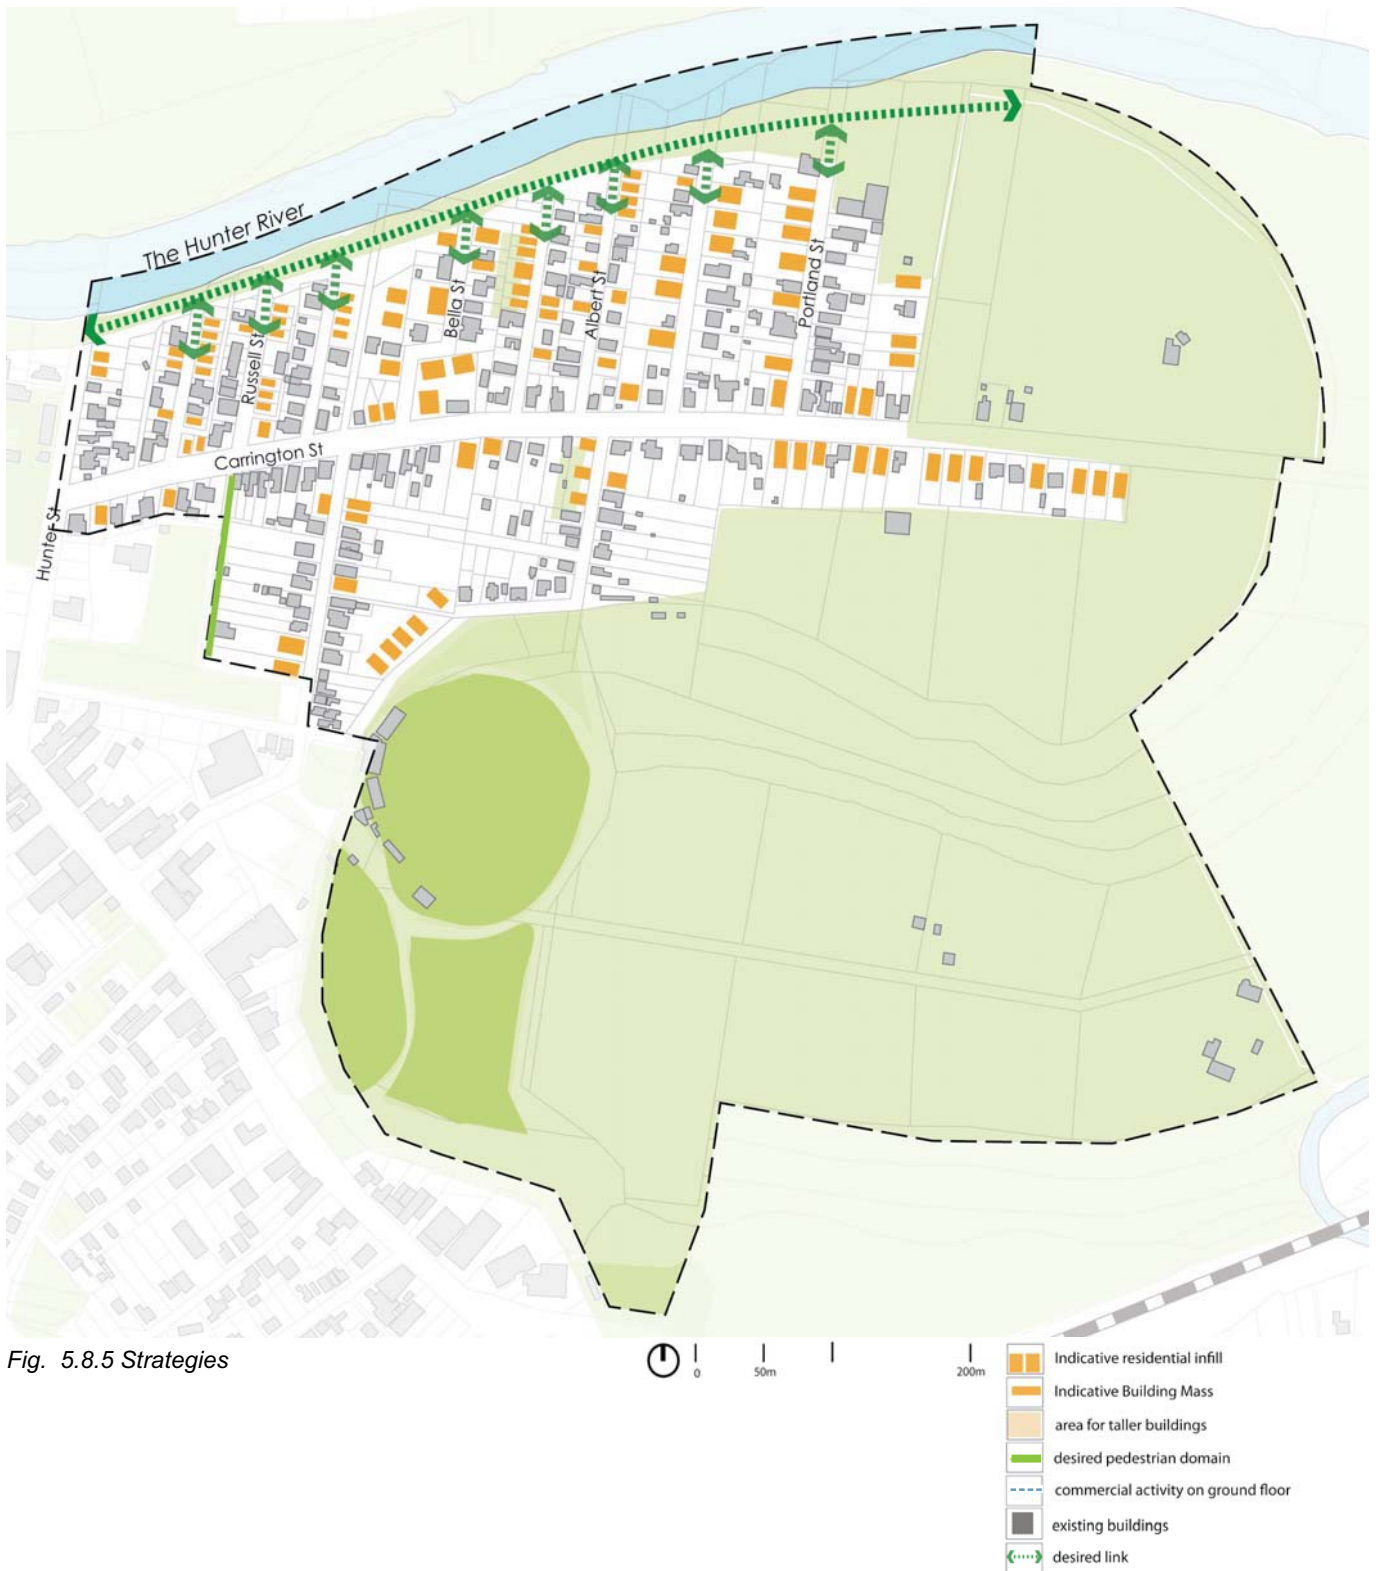 The Hunter River
Bella St
Albert St
Portland St
Russell St
Carrington St
Hunter St
Fig. 5.8.5 Strategies
0
50m
200m
Indicative residential infill
Indicative Building Mass
area for taller buildings
desired pedestrian domain
commercial activity on ground floor
existing buildings
desired link